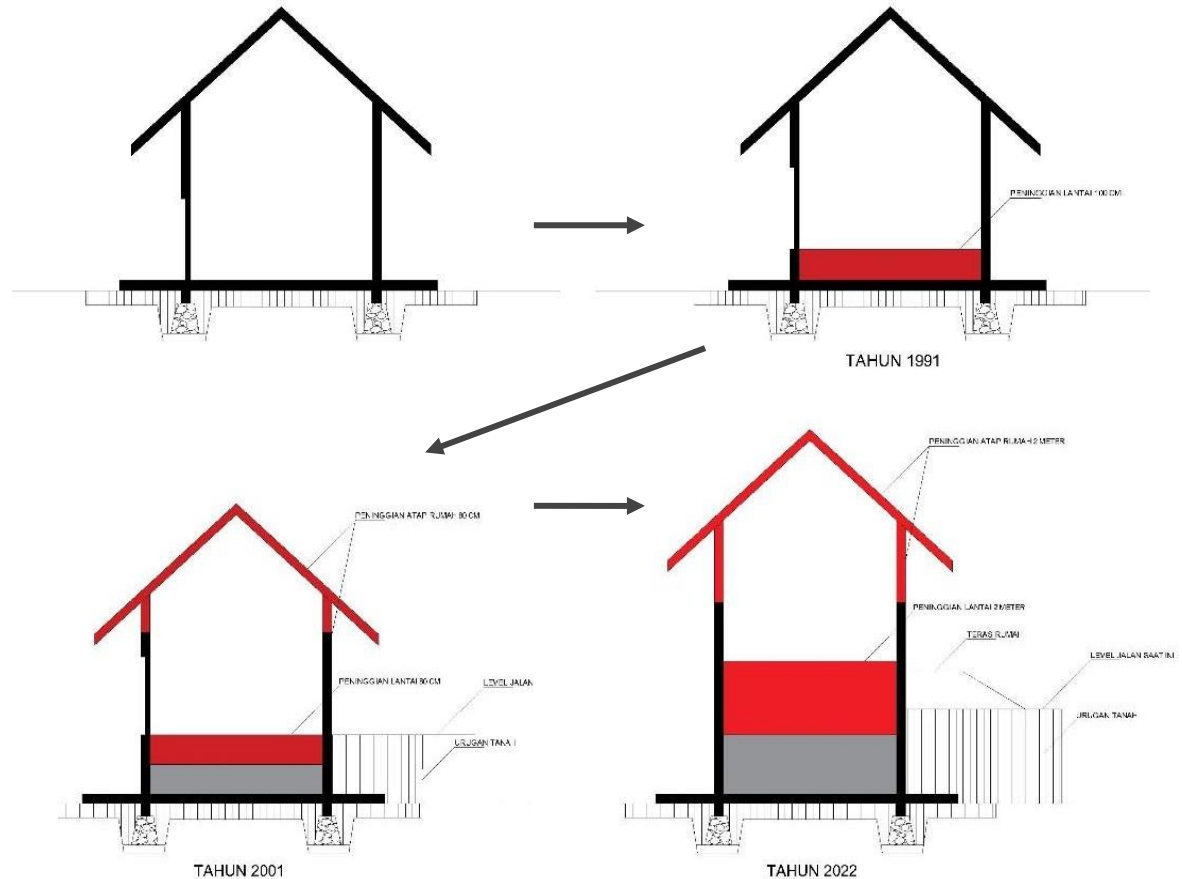 PENINGGIAN LANTAI 100 CM
TAHUN 1991
PENINGGIAN ATAP RUMAH 80 CM
PENINGGIAN LANTAI 80 CM
LEVEL JALAN
URUGAN TANAH
TAHUN 2001
PENINGGIAN ATAP RUMAH 2 METER
PENINGGIAN LANTAI 2 METER
TERAS RUMAH
LEVEL JALAN SAAT INI
URUGAN TANAH
TAHUN 2022